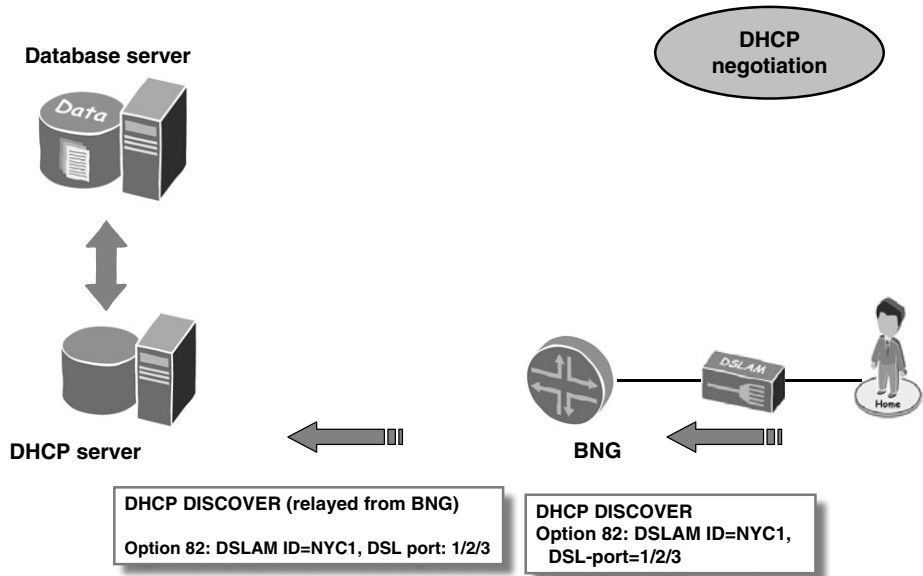 Database server
DHCP
negotiation
Data
DSLAM
Home
DHCP server
BNG
DHCP DISCOVER (relayed from BNG)
Option 82: DSLAM ID=NYC1, DSL port: 1/2/3
DHCP DISCOVER
Option 82: DSLAM ID=NYC1,
DSL-port=1/2/3